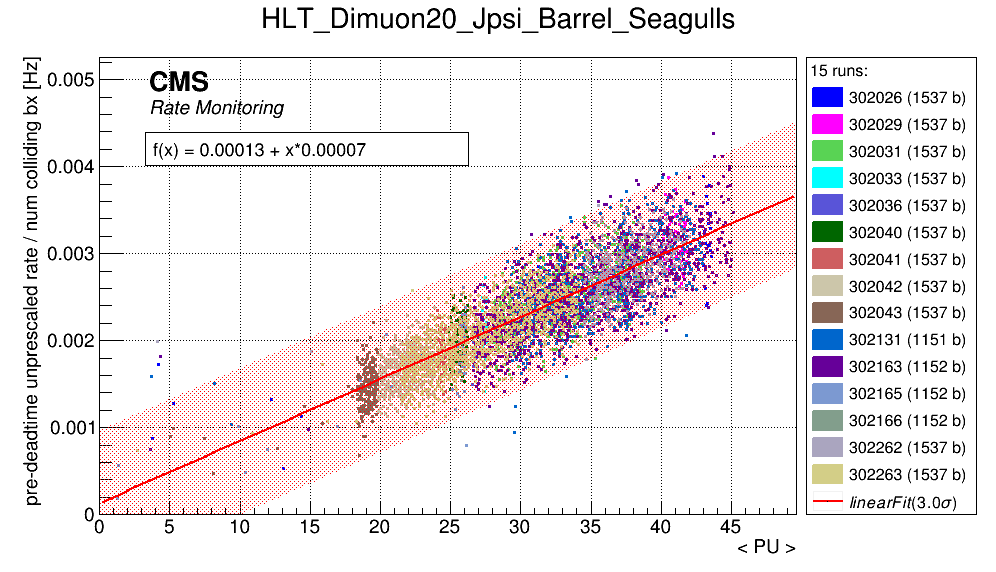 HLT_Dimuon20_Jpsi_Barrel_Seagulls
pre-deadtime unprescaled rate / num colliding bx [Hz]
0.005
0.004
0.003
0.002
0.001
0
CMS
Rate Monitoring
f(x) = 0.00013 + x*0.00007
0 5 10 15 20 25 30 35 40 45
< PU >
15 runs:
302026 (1537 b)
302029 (1537 b)
302031 (1537 b)
302033 (1537 b)
302036 (1537 b)
302040 (1537 b)
302041 (1537 b)
302042 (1537 b)
302043 (1537 b)
302131 (1151 b)
302163 (1152 b)
302165 (1152 b)
302166 (1152 b)
302262 (1537 b)
302263 (1537 b)
linearFit(3.0σ)